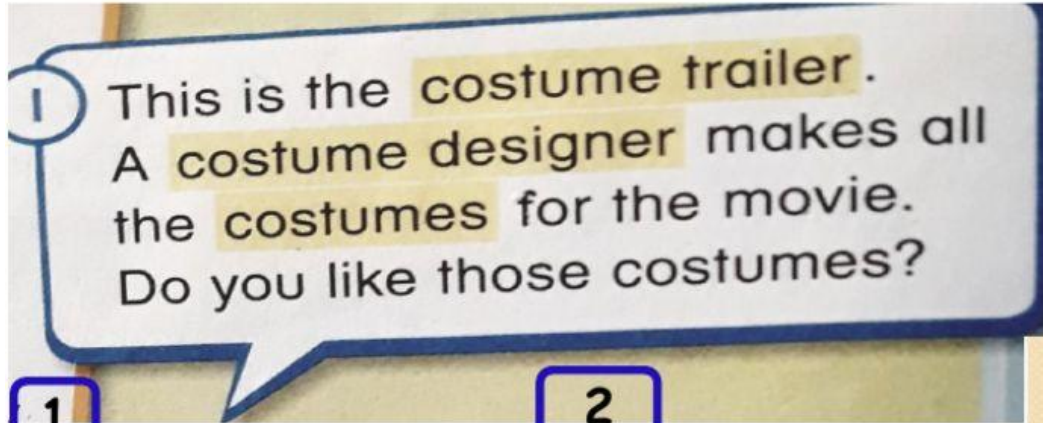 1
This is the costume trailer.
A costume designer makes all
the costumes for the movie.
Do you like those costumes?
1
2